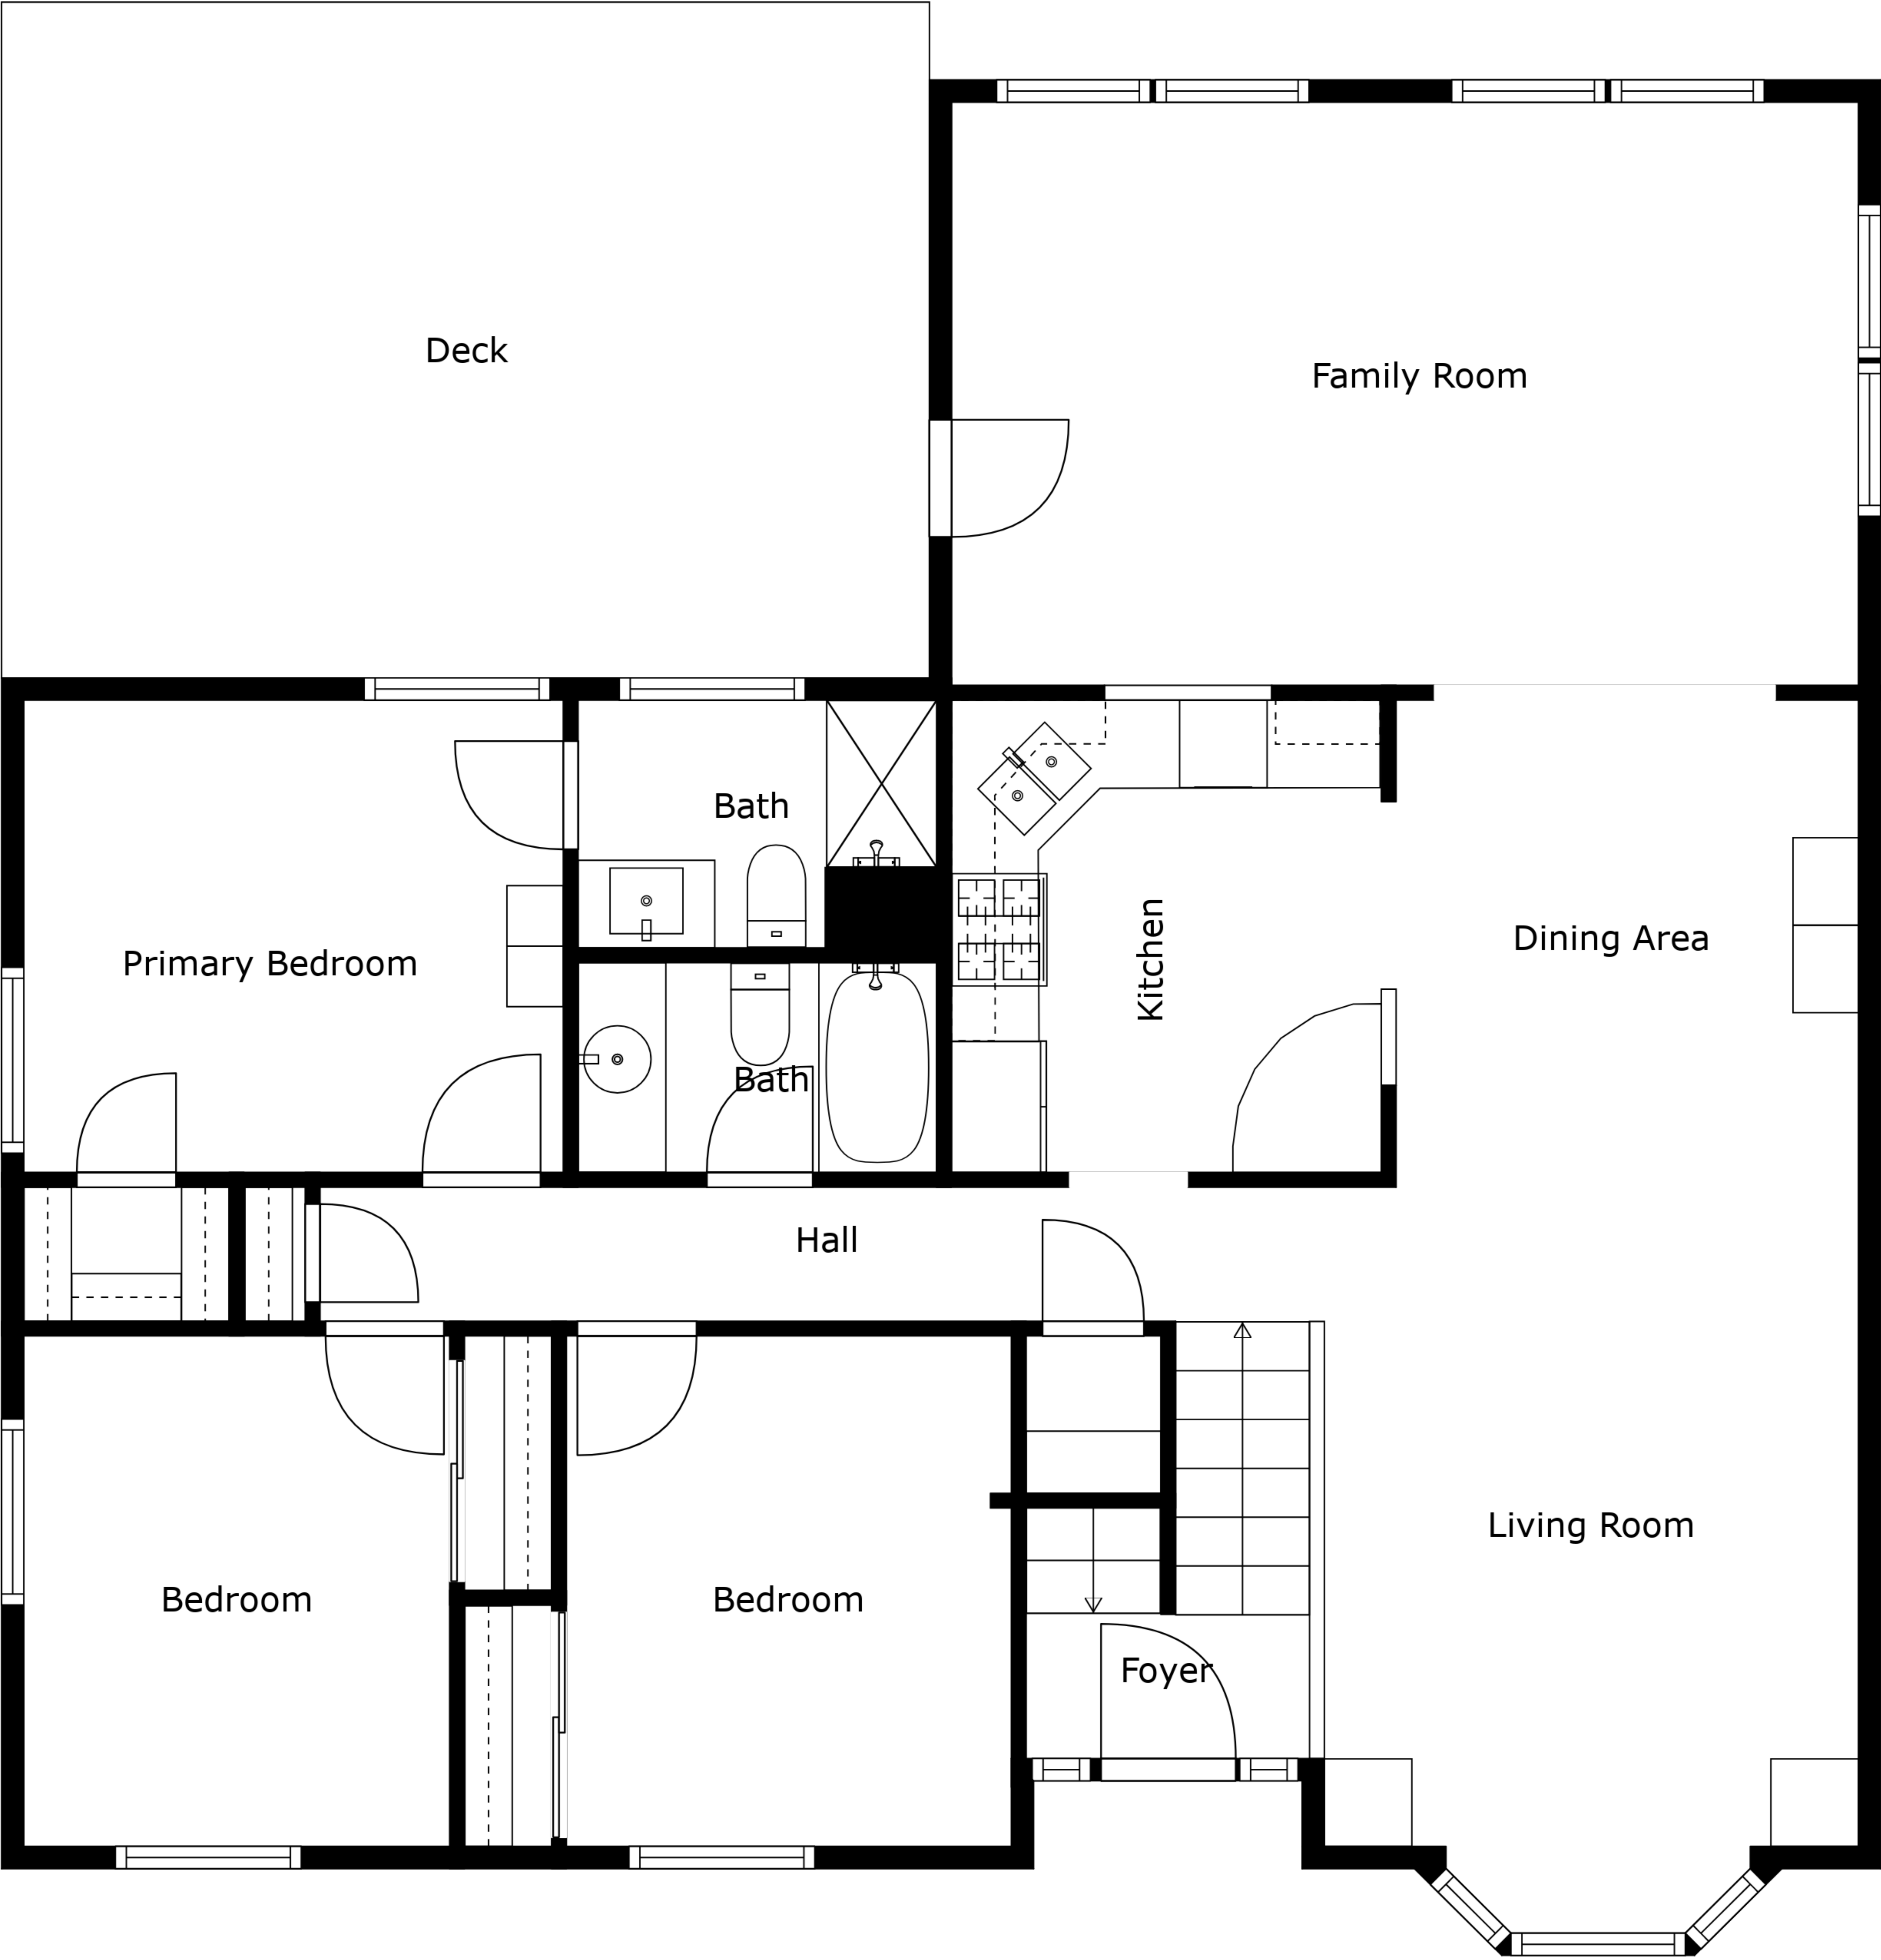 Deck
Family Room
Bath
Primary Bedroom
Kitchen
Dining Area
Bath
Hall
Living Room
Bedroom
Bedroom
Foyer